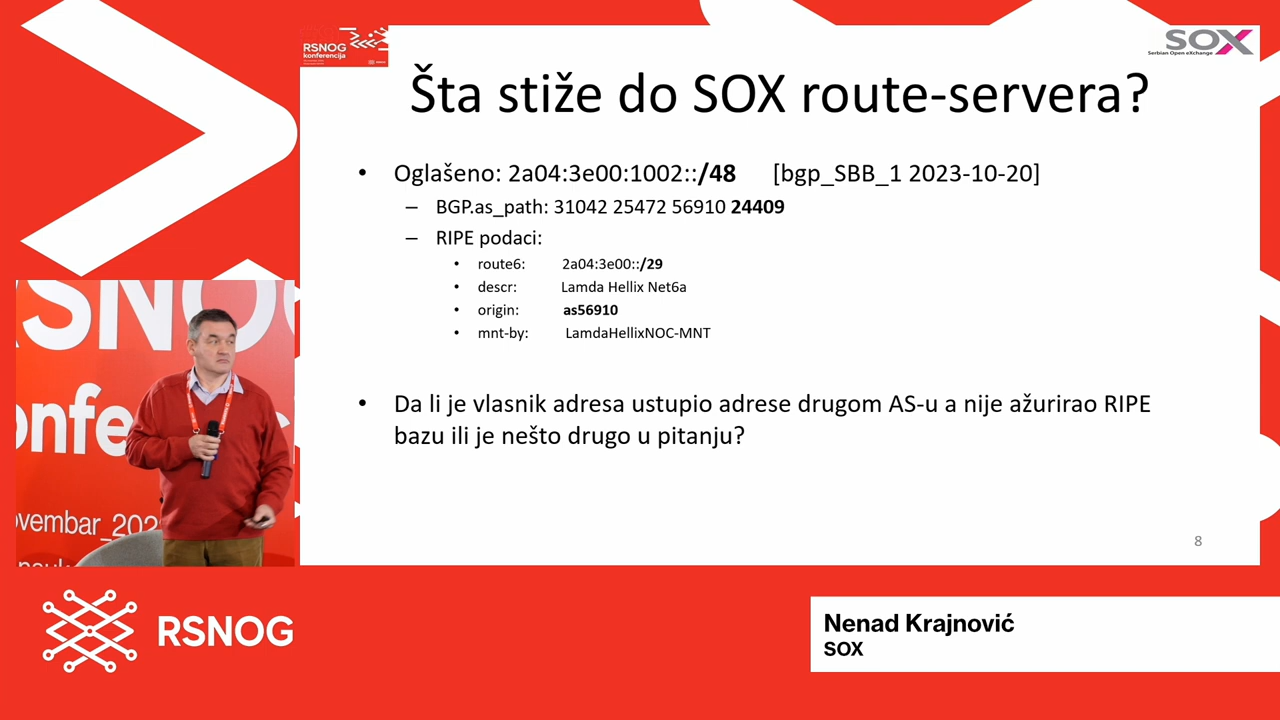 RSNOG
konferencija
SOX
Serbian Open eXchange
Šta stiže do SOX route-servera?
• Oglašeno: 2a04:3e00:1002::/48 [bgp_SBB_1 2023-10-20]
– BGP.as_path: 31042 25472 56910 24409
– RIPE podaci:
• route6: 2a04:3e00::/29
• descr: Lamda Hellix Net6a
• origin: as56910
• mnt-by: LamdaHellixNOC-MNT
• Da li je vlasnik adresa ustupio adrese drugom AS-u a nije ažurirao RIPE
bazu ili je nešto drugo u pitanju?
8
RSNOG
Nenad Krajnović
SOX